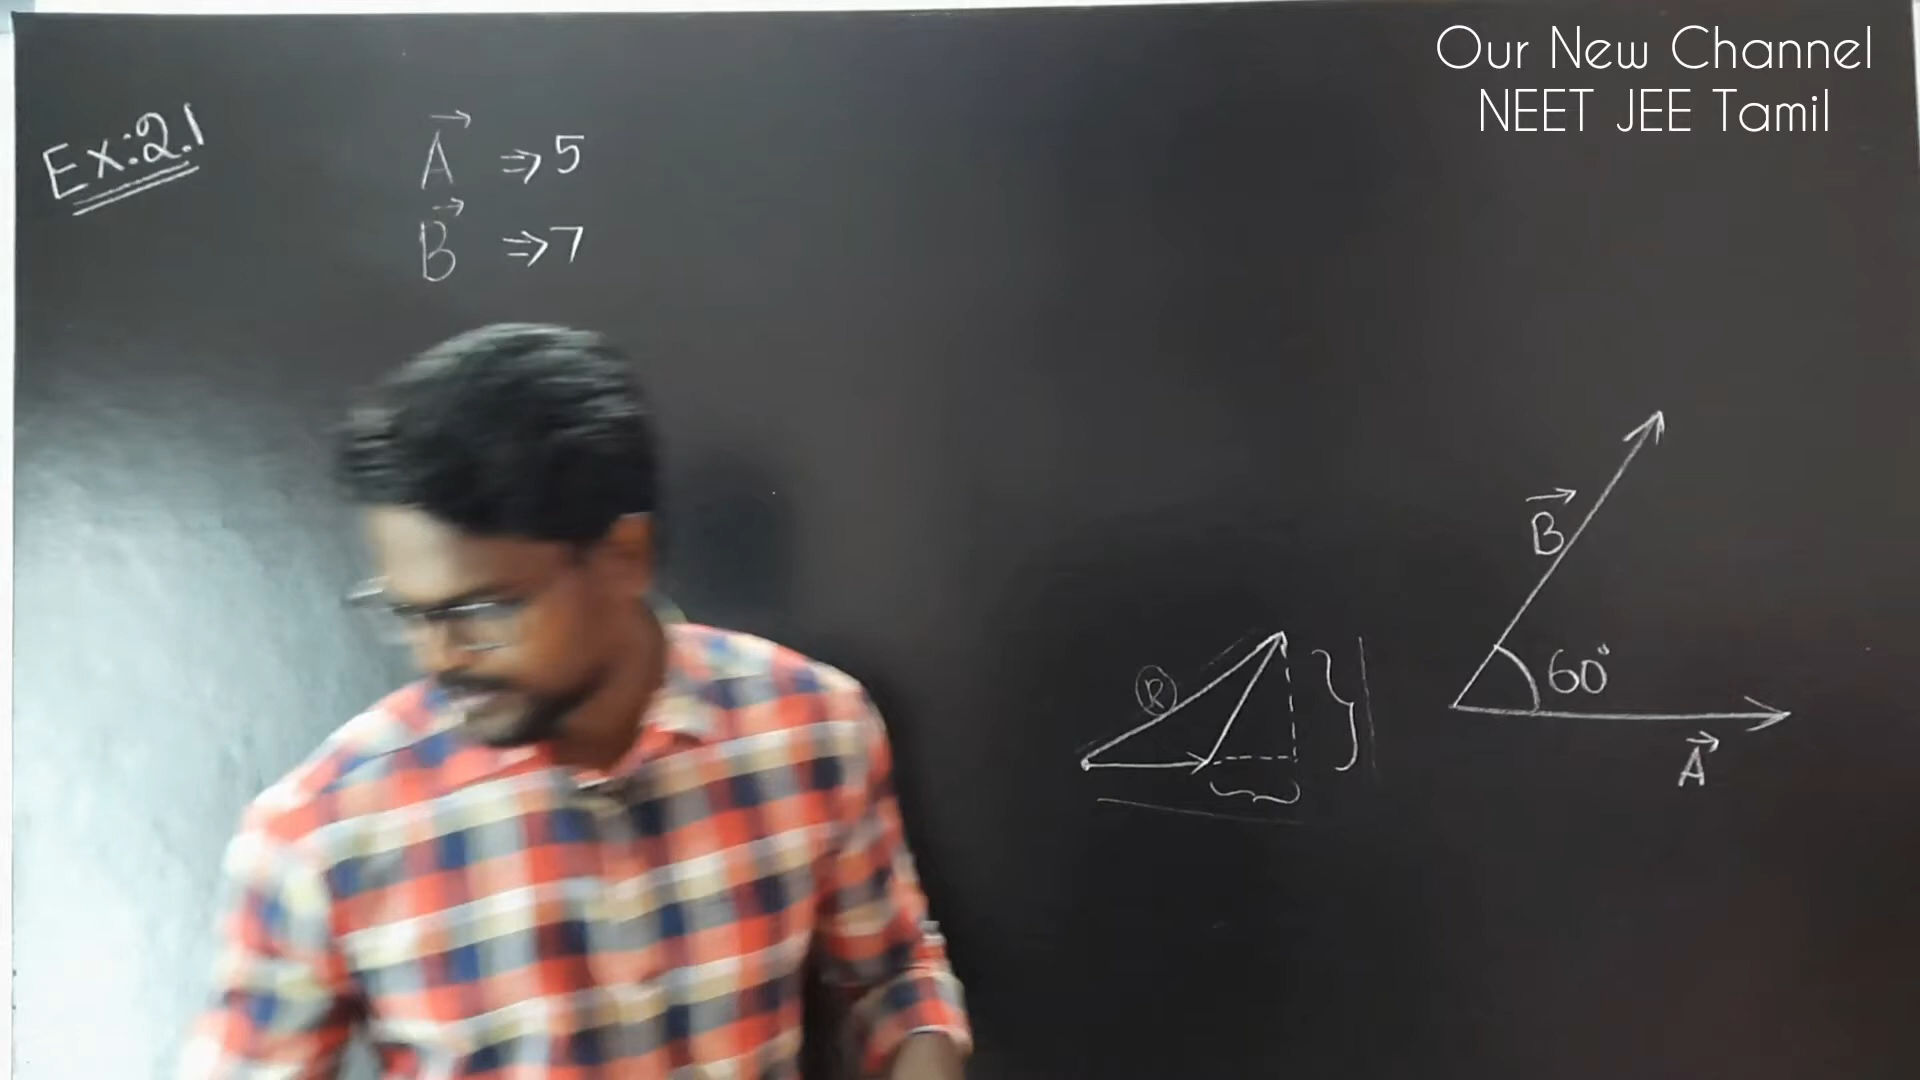 Our New Channel
NEET JEE Tamil
Ex:2.1
A⃗ ⇒ 5
B⃗ ⇒ 7
B⃗
R
60°
A⃗